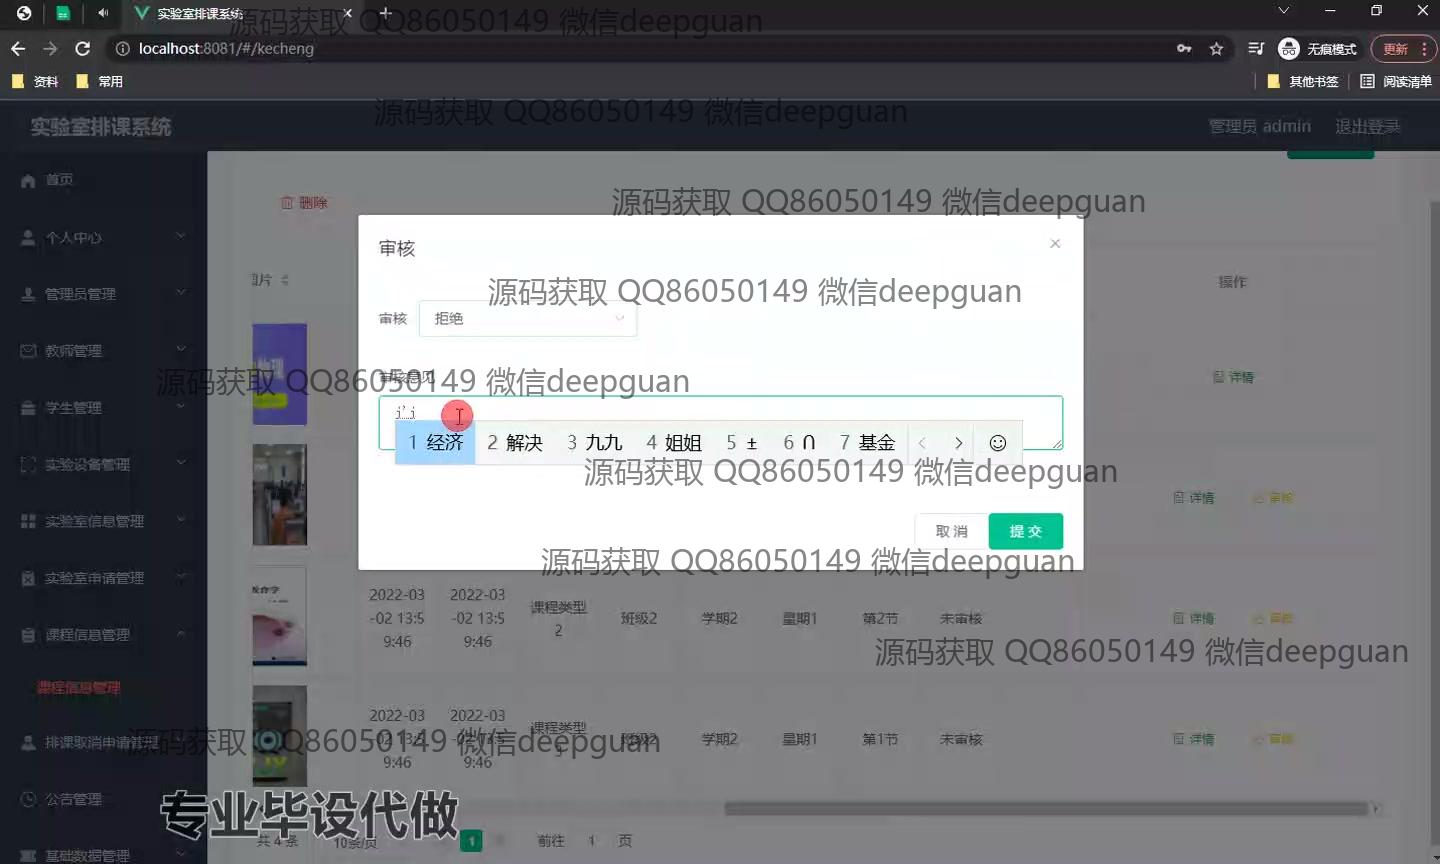 实验室排课系统
localhost:8081/#/kecheng
无痕模式
更新
资料
常用
其他书签
阅读清单
源码获取 QQ86050149 微信deepguan
源码获取 QQ86050149 微信deepguan
实验室排课系统
管理员 admin
退出登录
首页
个人中心
管理员管理
教师管理
学生管理
实验设备管理
实验室信息管理
实验室申请管理
课程信息管理
课程信息管理
排课取消申请管理
公告管理
基础数据管理
删除
源码获取 QQ86050149 微信deepguan
图片
操作
审核
源码获取 QQ86050149 微信deepguan
审核
拒绝
审核意见
源码获取 QQ86050149 微信deepguan
详情
j'j
1 经济 2 解决 3 九九 4 姐姐 5 ± 6 ∩ 7 基金
源码获取 QQ86050149 微信deepguan
详情 审核
取消 提交
源码获取 QQ86050149 微信deepguan
2022-03-02 13:59:46
2022-03-02 13:59:46
课程类型2
班级2
学期2
星期1
第2节
未审核
详情 审核
源码获取 QQ86050149 微信deepguan
2022-03-02 13:59:46
2022-03-02 13:59:46
课程类型
班级2
学期2
星期1
第1节
未审核
详情 审核
源码获取 QQ86050149 微信deepguan
专业毕设代做
共 4 条
10条/页
1
前往 1 页